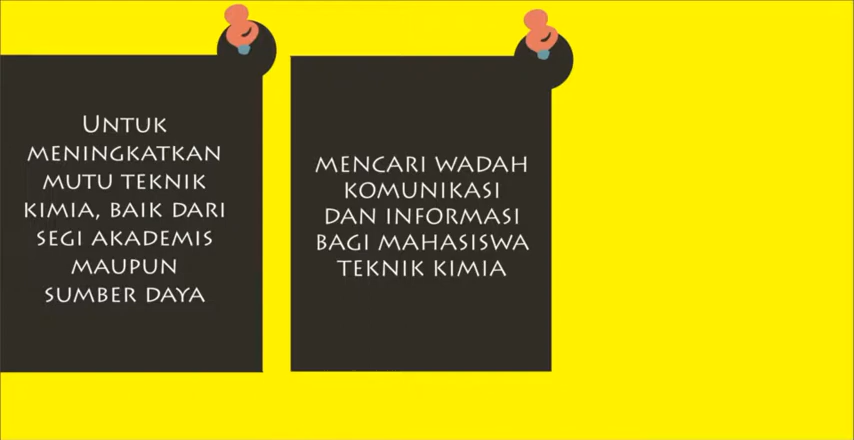 Untuk
meningkatkan
mutu teknik
kimia, baik dari
segi akademis
maupun
sumber daya
mencari wadah
komunikasi
dan informasi
bagi mahasiswa
teknik kimia